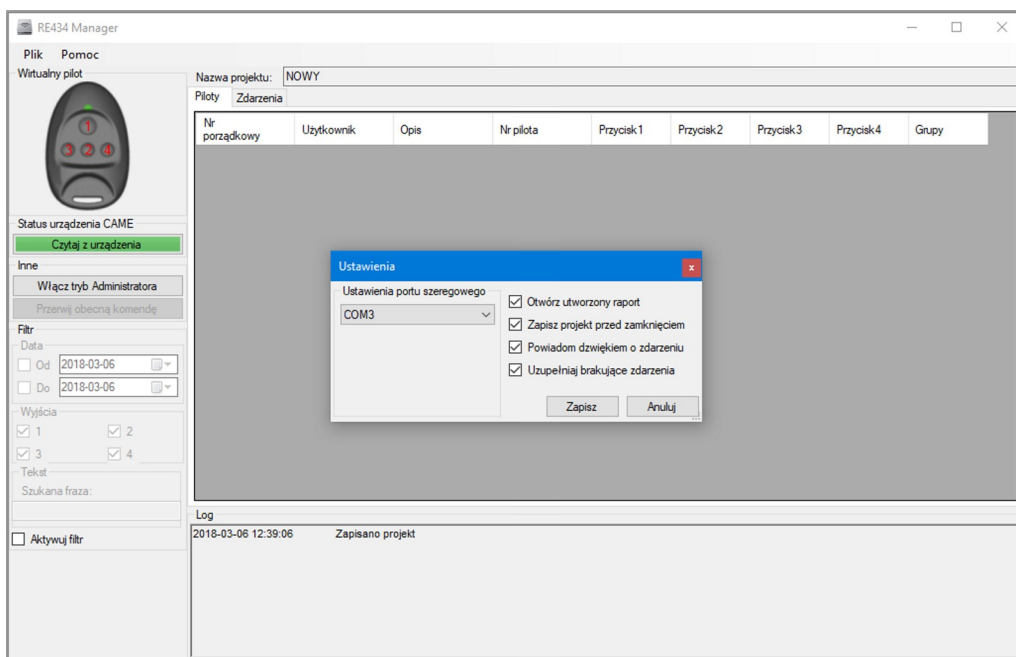 RE434 Manager
Plik Pomoc
Wirtualny pilot
1
3 2 4
Status urządzenia CAME
Czytaj z urządzenia
Inne
Włącz tryb Administratora
Przerwij obecną komendę
Filtr
Data
Od 2018-03-06
Do 2018-03-06
Wyjścia
1 2
3 4
Tekst
Szukana fraza:
Aktywuj filtr
Nazwa projektu: NOWY
Piloty Zdarzenia
Nr porządkowy Użytkownik Opis Nr pilota Przycisk1 Przycisk2 Przycisk3 Przycisk4 Grupy
Ustawienia
x
Ustawienia portu szeregowego
COM3
Otwórz utworzony raport
Zapisz projekt przed zamknięciem
Powiadom dzwiękiem o zdarzeniu
Uzupełniaj brakujące zdarzenia
Zapisz Anuluj
Log
2018-03-06 12:39:06 Zapisano projekt